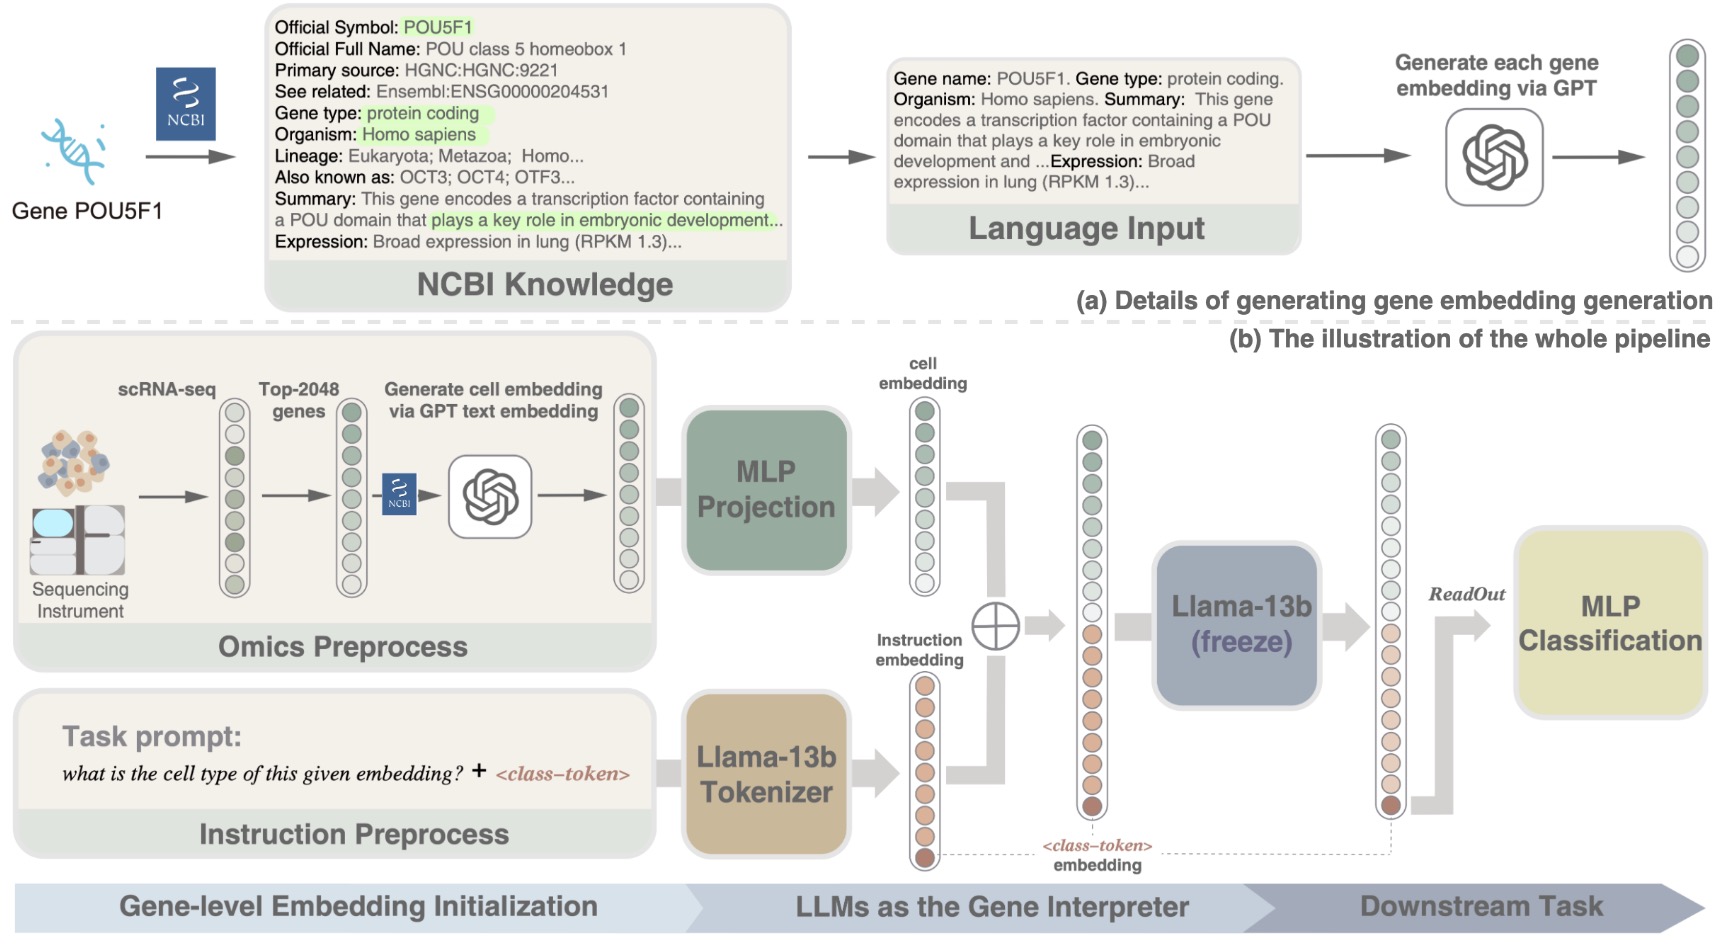 Gene POU5F1
NCBI
Official Symbol: POU5F1
Official Full Name: POU class 5 homeobox 1
Primary source: HGNC:HGNC:9221
See related: Ensembl:ENSG00000204531
Gene type: protein coding
Organism: Homo sapiens
Lineage: Eukaryota; Metazoa; Homo...
Also known as: OCT3; OCT4; OTF3...
Summary: This gene encodes a transcription factor containing
a POU domain that plays a key role in embryonic development...
Expression: Broad expression in lung (RPKM 1.3)...
NCBI Knowledge
Gene name: POU5F1. Gene type: protein coding.
Organism: Homo sapiens. Summary: This gene
encodes a transcription factor containing a POU
domain that plays a key role in embryonic
development and ...Expression: Broad
expression in lung (RPKM 1.3)...
Language Input
Generate each gene
embedding via GPT
(a) Details of generating gene embedding generation
(b) The illustration of the whole pipeline
scRNA-seq
Top-2048
genes
Generate cell embedding
via GPT text embedding
NCBI
Sequencing
Instrument
Omics Preprocess
MLP
Projection
cell
embedding
Task prompt:
what is the cell type of this given embedding? + <class-token>
Instruction Preprocess
Llama-13b
Tokenizer
Instruction
embedding
<class-token>
embedding
Llama-13b
(freeze)
ReadOut
MLP
Classification
Gene-level Embedding Initialization
LLMs as the Gene Interpreter
Downstream Task